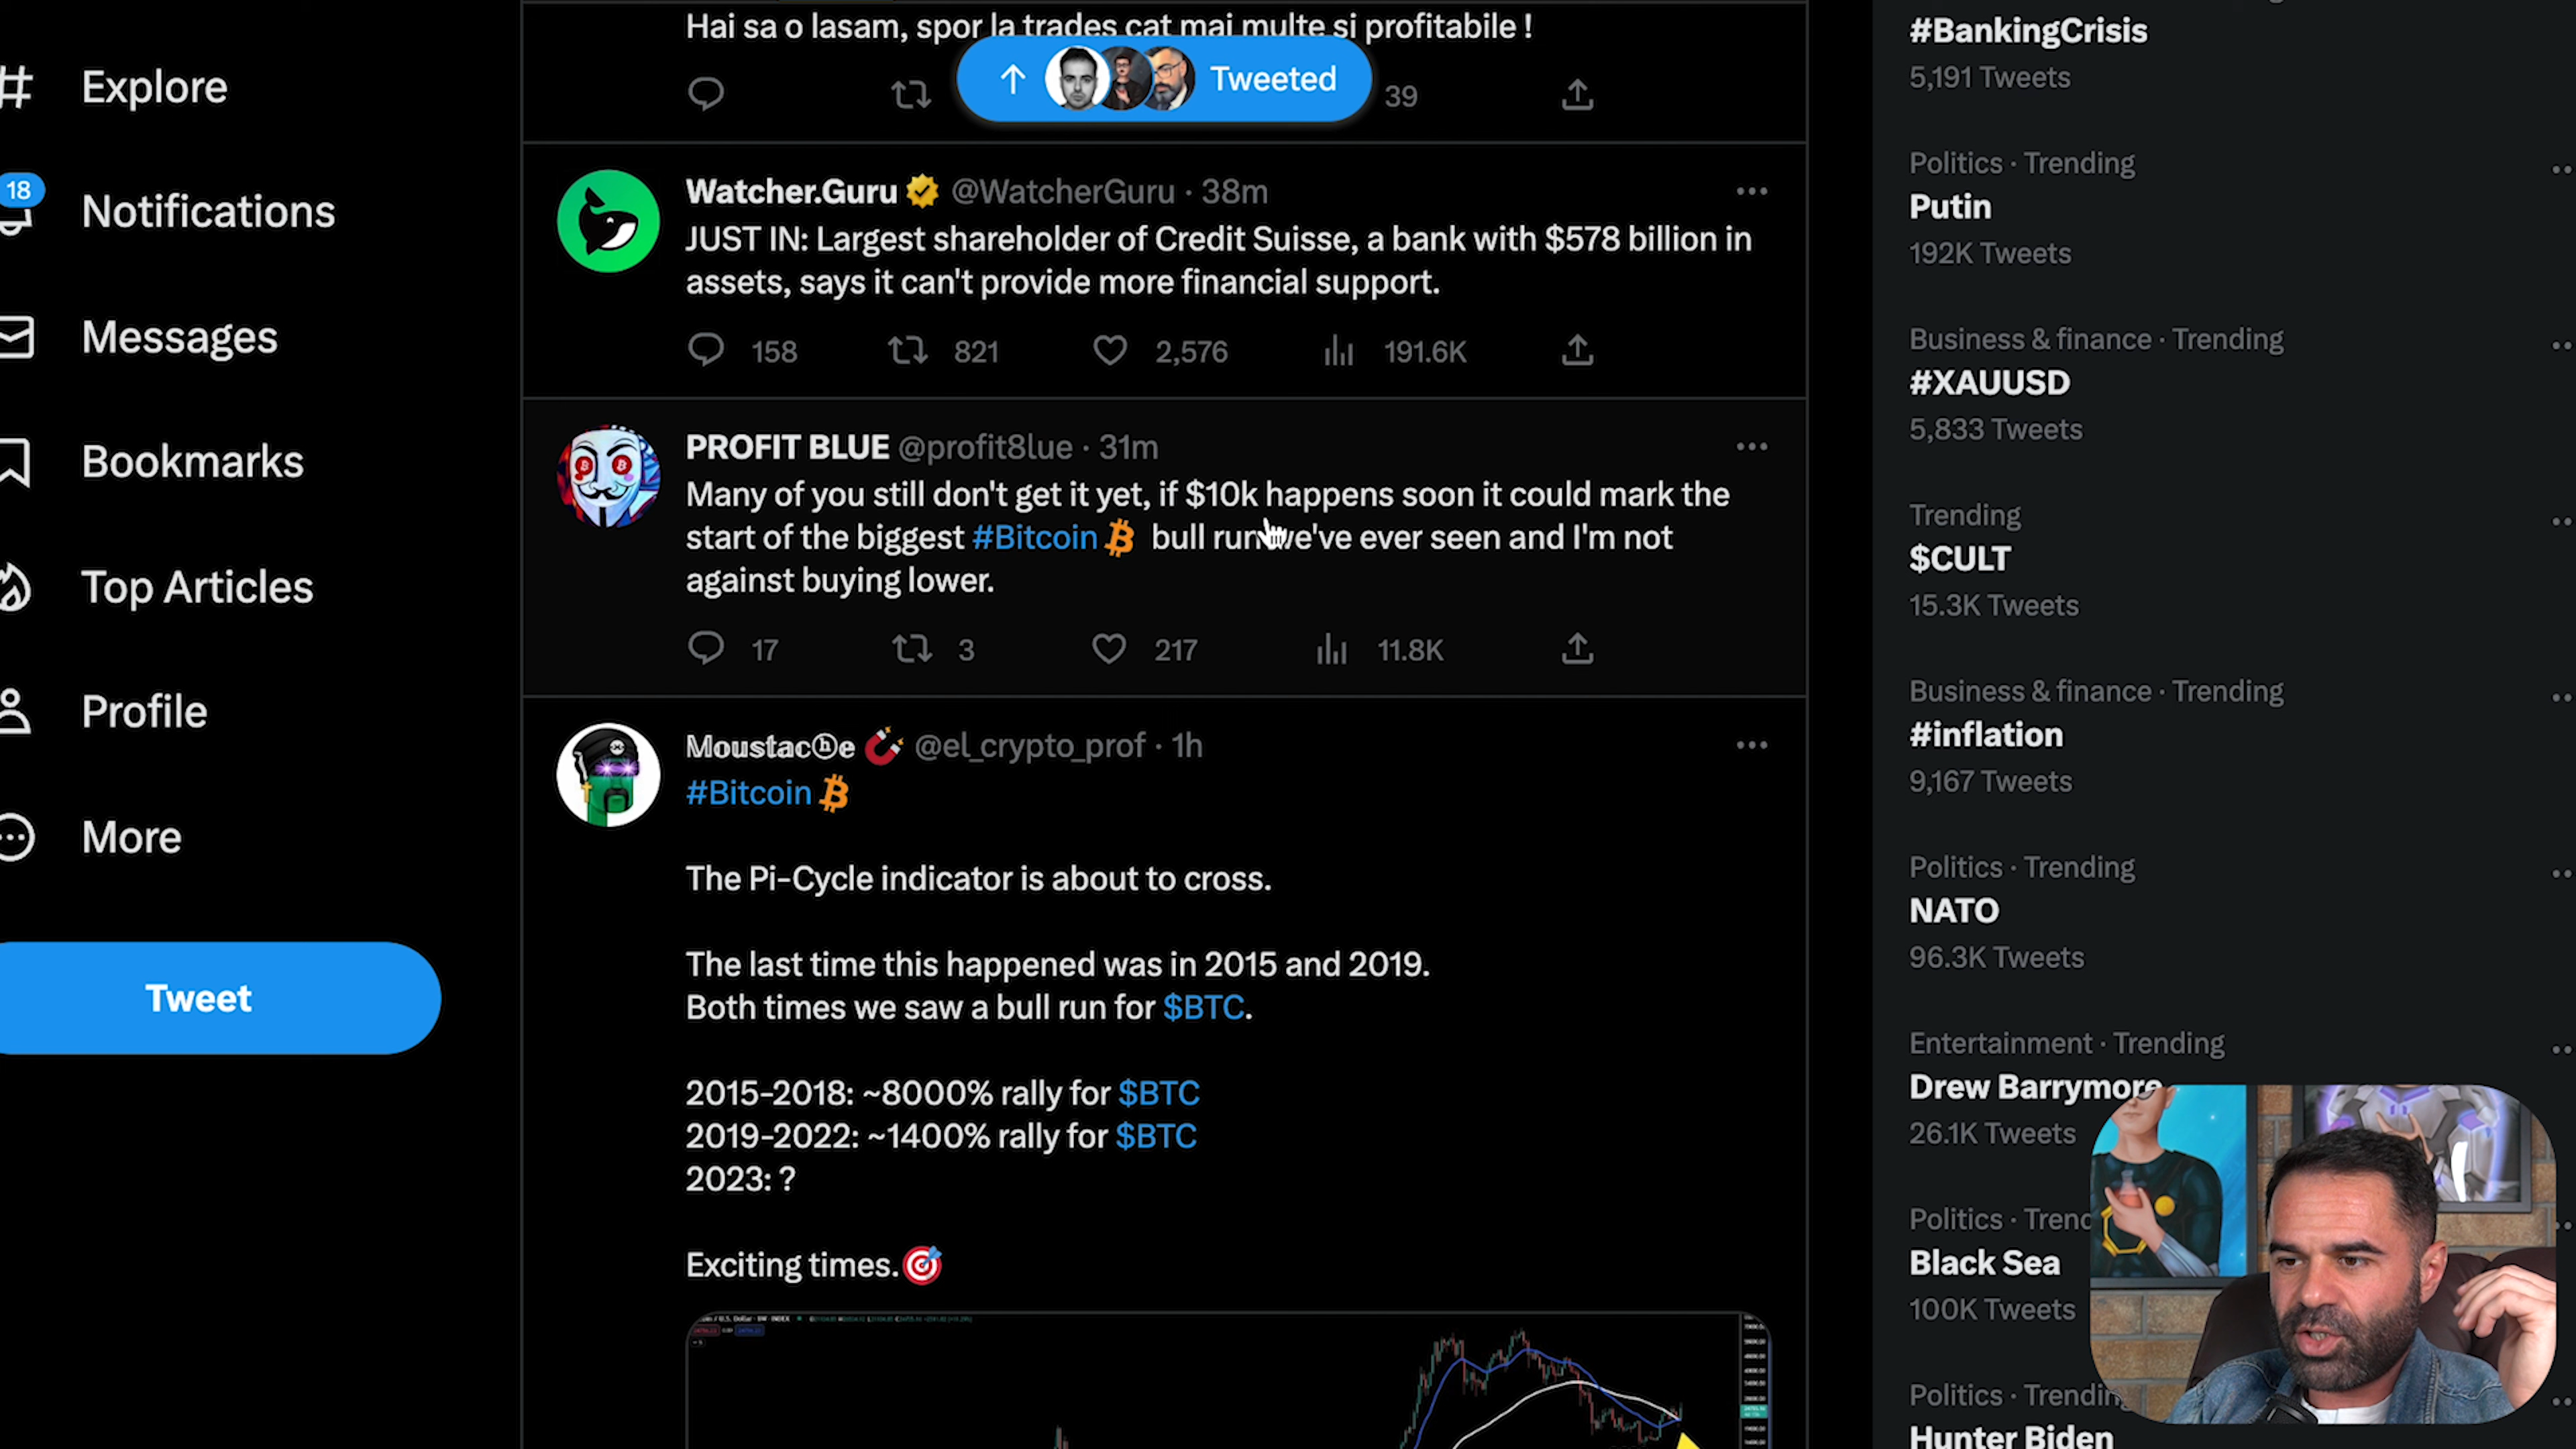 Explore
18
Notifications
Messages
Bookmarks
Top Articles
Profile
More
Tweet
Hai sa o lasam, spor la trades cat mai multe si profitabile !
Tweeted
39
Watcher.Guru @WatcherGuru · 38m
JUST IN: Largest shareholder of Credit Suisse, a bank with $578 billion in
assets, says it can't provide more financial support.
158 821 2,576 191.6K
PROFIT BLUE @profit8lue · 31m
Many of you still don't get it yet, if $10k happens soon it could mark the
start of the biggest #Bitcoin bull run we've ever seen and I'm not
against buying lower.
17 3 217 11.8K
Moustacⓗe @el_crypto_prof · 1h
#Bitcoin
The Pi-Cycle indicator is about to cross.
The last time this happened was in 2015 and 2019.
Both times we saw a bull run for $BTC.
2015-2018: ~8000% rally for $BTC
2019-2022: ~1400% rally for $BTC
2023: ?
Exciting times.
#BankingCrisis
5,191 Tweets
Politics · Trending
Putin
192K Tweets
Business & finance · Trending
#XAUUSD
5,833 Tweets
Trending
$CULT
15.3K Tweets
Business & finance · Trending
#inflation
9,167 Tweets
Politics · Trending
NATO
96.3K Tweets
Entertainment · Trending
Drew Barrymore
26.1K Tweets
Politics · Trend
Black Sea
100K Tweets
Politics · Trendin
Hunter Biden